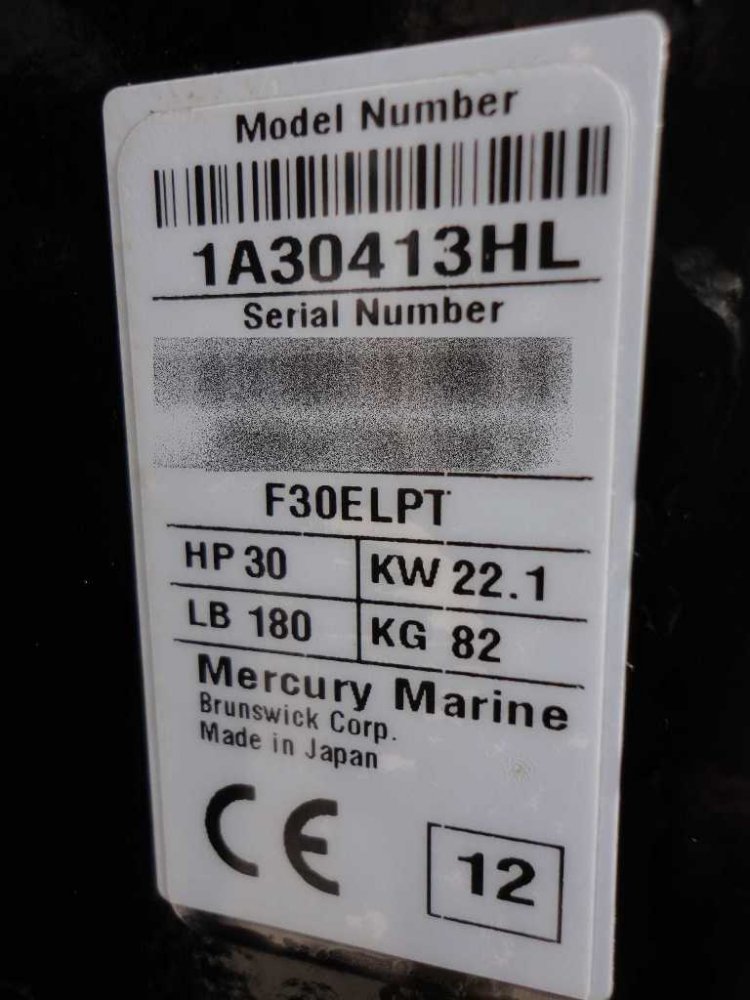 Model Number
1A30413HL
Serial Number
F30ELPT
HP 30 KW 22.1
LB 180 KG 82
Mercury Marine
Brunswick Corp.
Made in Japan
CE 12